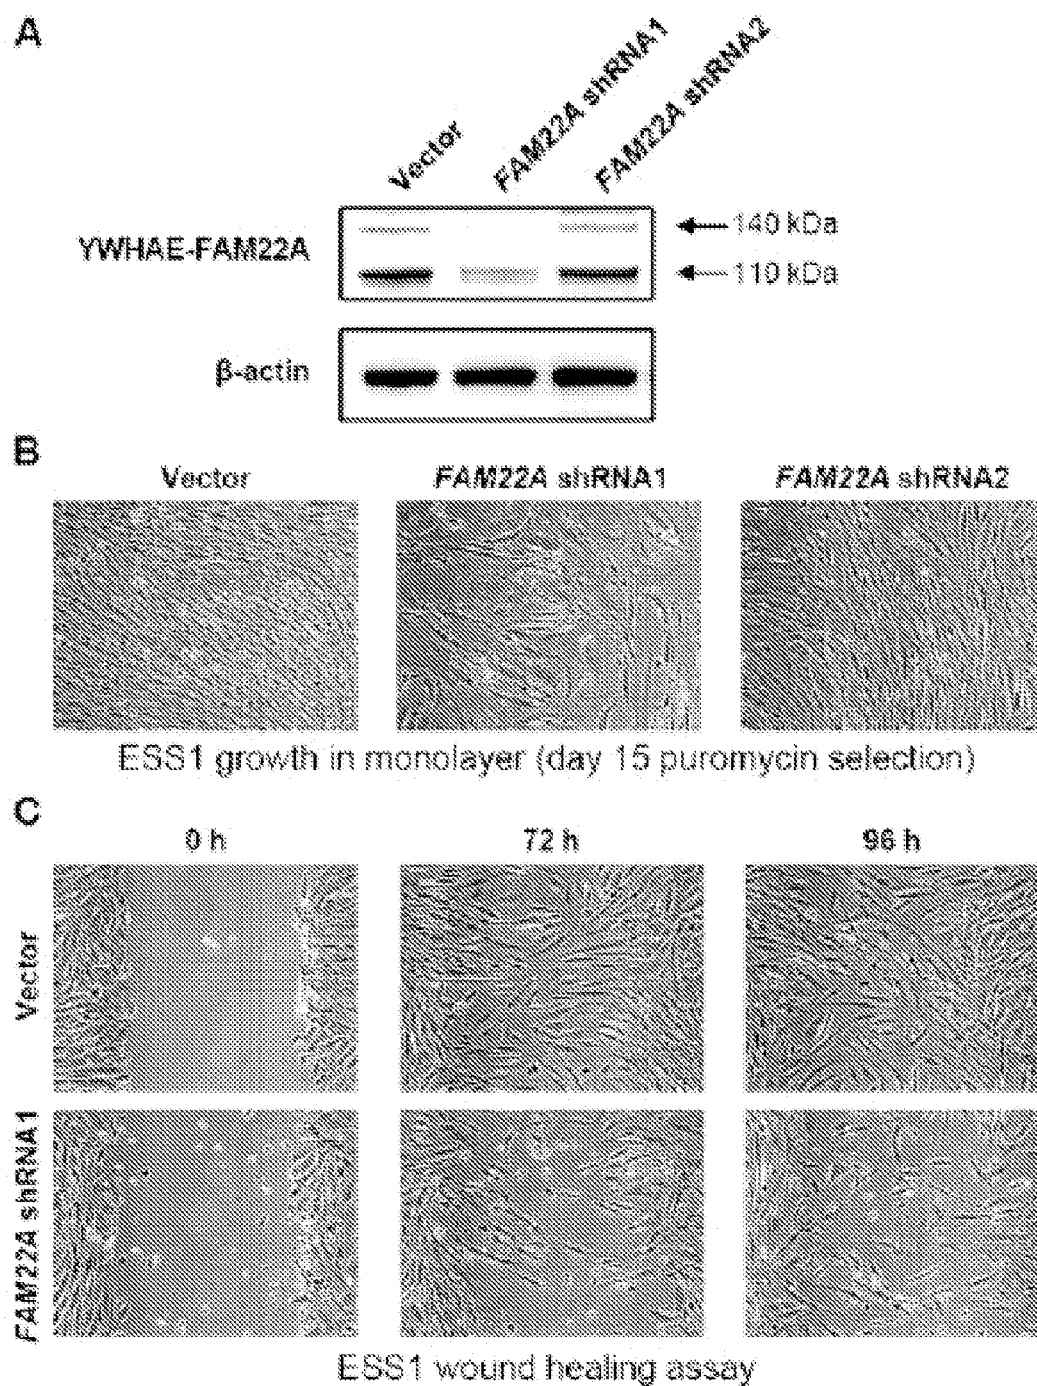 A
Vector
FAM22A shRNA1
FAM22A shRNA2
YWHAE-FAM22A
140 kDa
110 kDa
β-actin
B
Vector
FAM22A shRNA1
FAM22A shRNA2
ESS1 growth in monolayer (day 15 puromycin selection)
C
0 h
72 h
96 h
Vector
FAM22A shRNA1
ESS1 wound healing assay